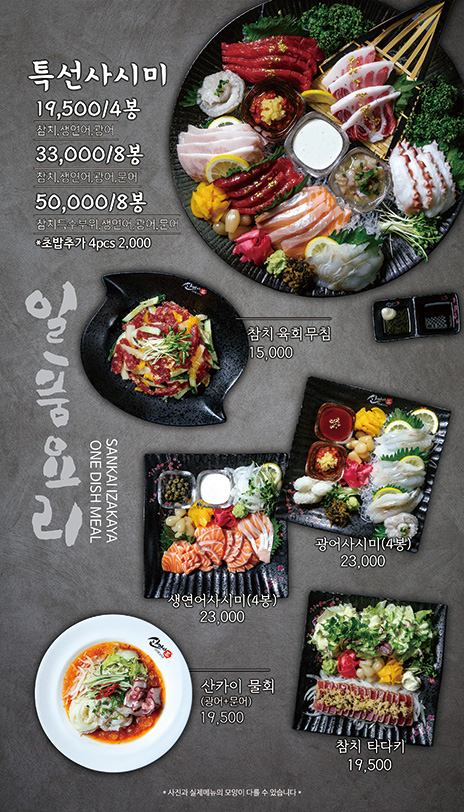 특선사시미
19,500/4봉
참치.생연어.광어
33,000/8봉
참치.생연어.광어.문어
50,000/8봉
참치특수부위.생연어.광어.문어
*초밥추가 4pcs 2,000
일품요리
SANKAI IZAKAYA
ONE DISH MEAL
참치 육회무침
15,000
광어사시미(4봉)
23,000
생연어사시미(4봉)
23,000
산카이 물회
(광어+문어)
19,500
참치 타다키
19,500
* 사진과 실제메뉴의 모양이 다를 수 있습니다 *